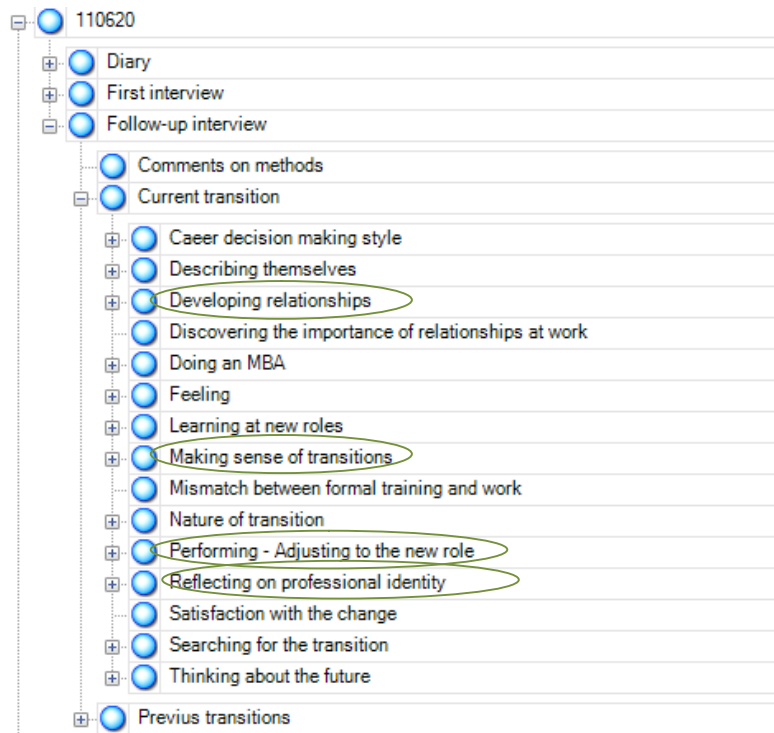 110620
Diary
First interview
Follow-up interview
Comments on methods
Current transition
Caeer decision making style
Describing themselves
Developing relationships
Discovering the importance of relationships at work
Doing an MBA
Feeling
Learning at new roles
Making sense of transitions
Mismatch between formal training and work
Nature of transition
Performing - Adjusting to the new role
Reflecting on professional identity
Satisfaction with the change
Searching for the transition
Thinking about the future
Previus transitions